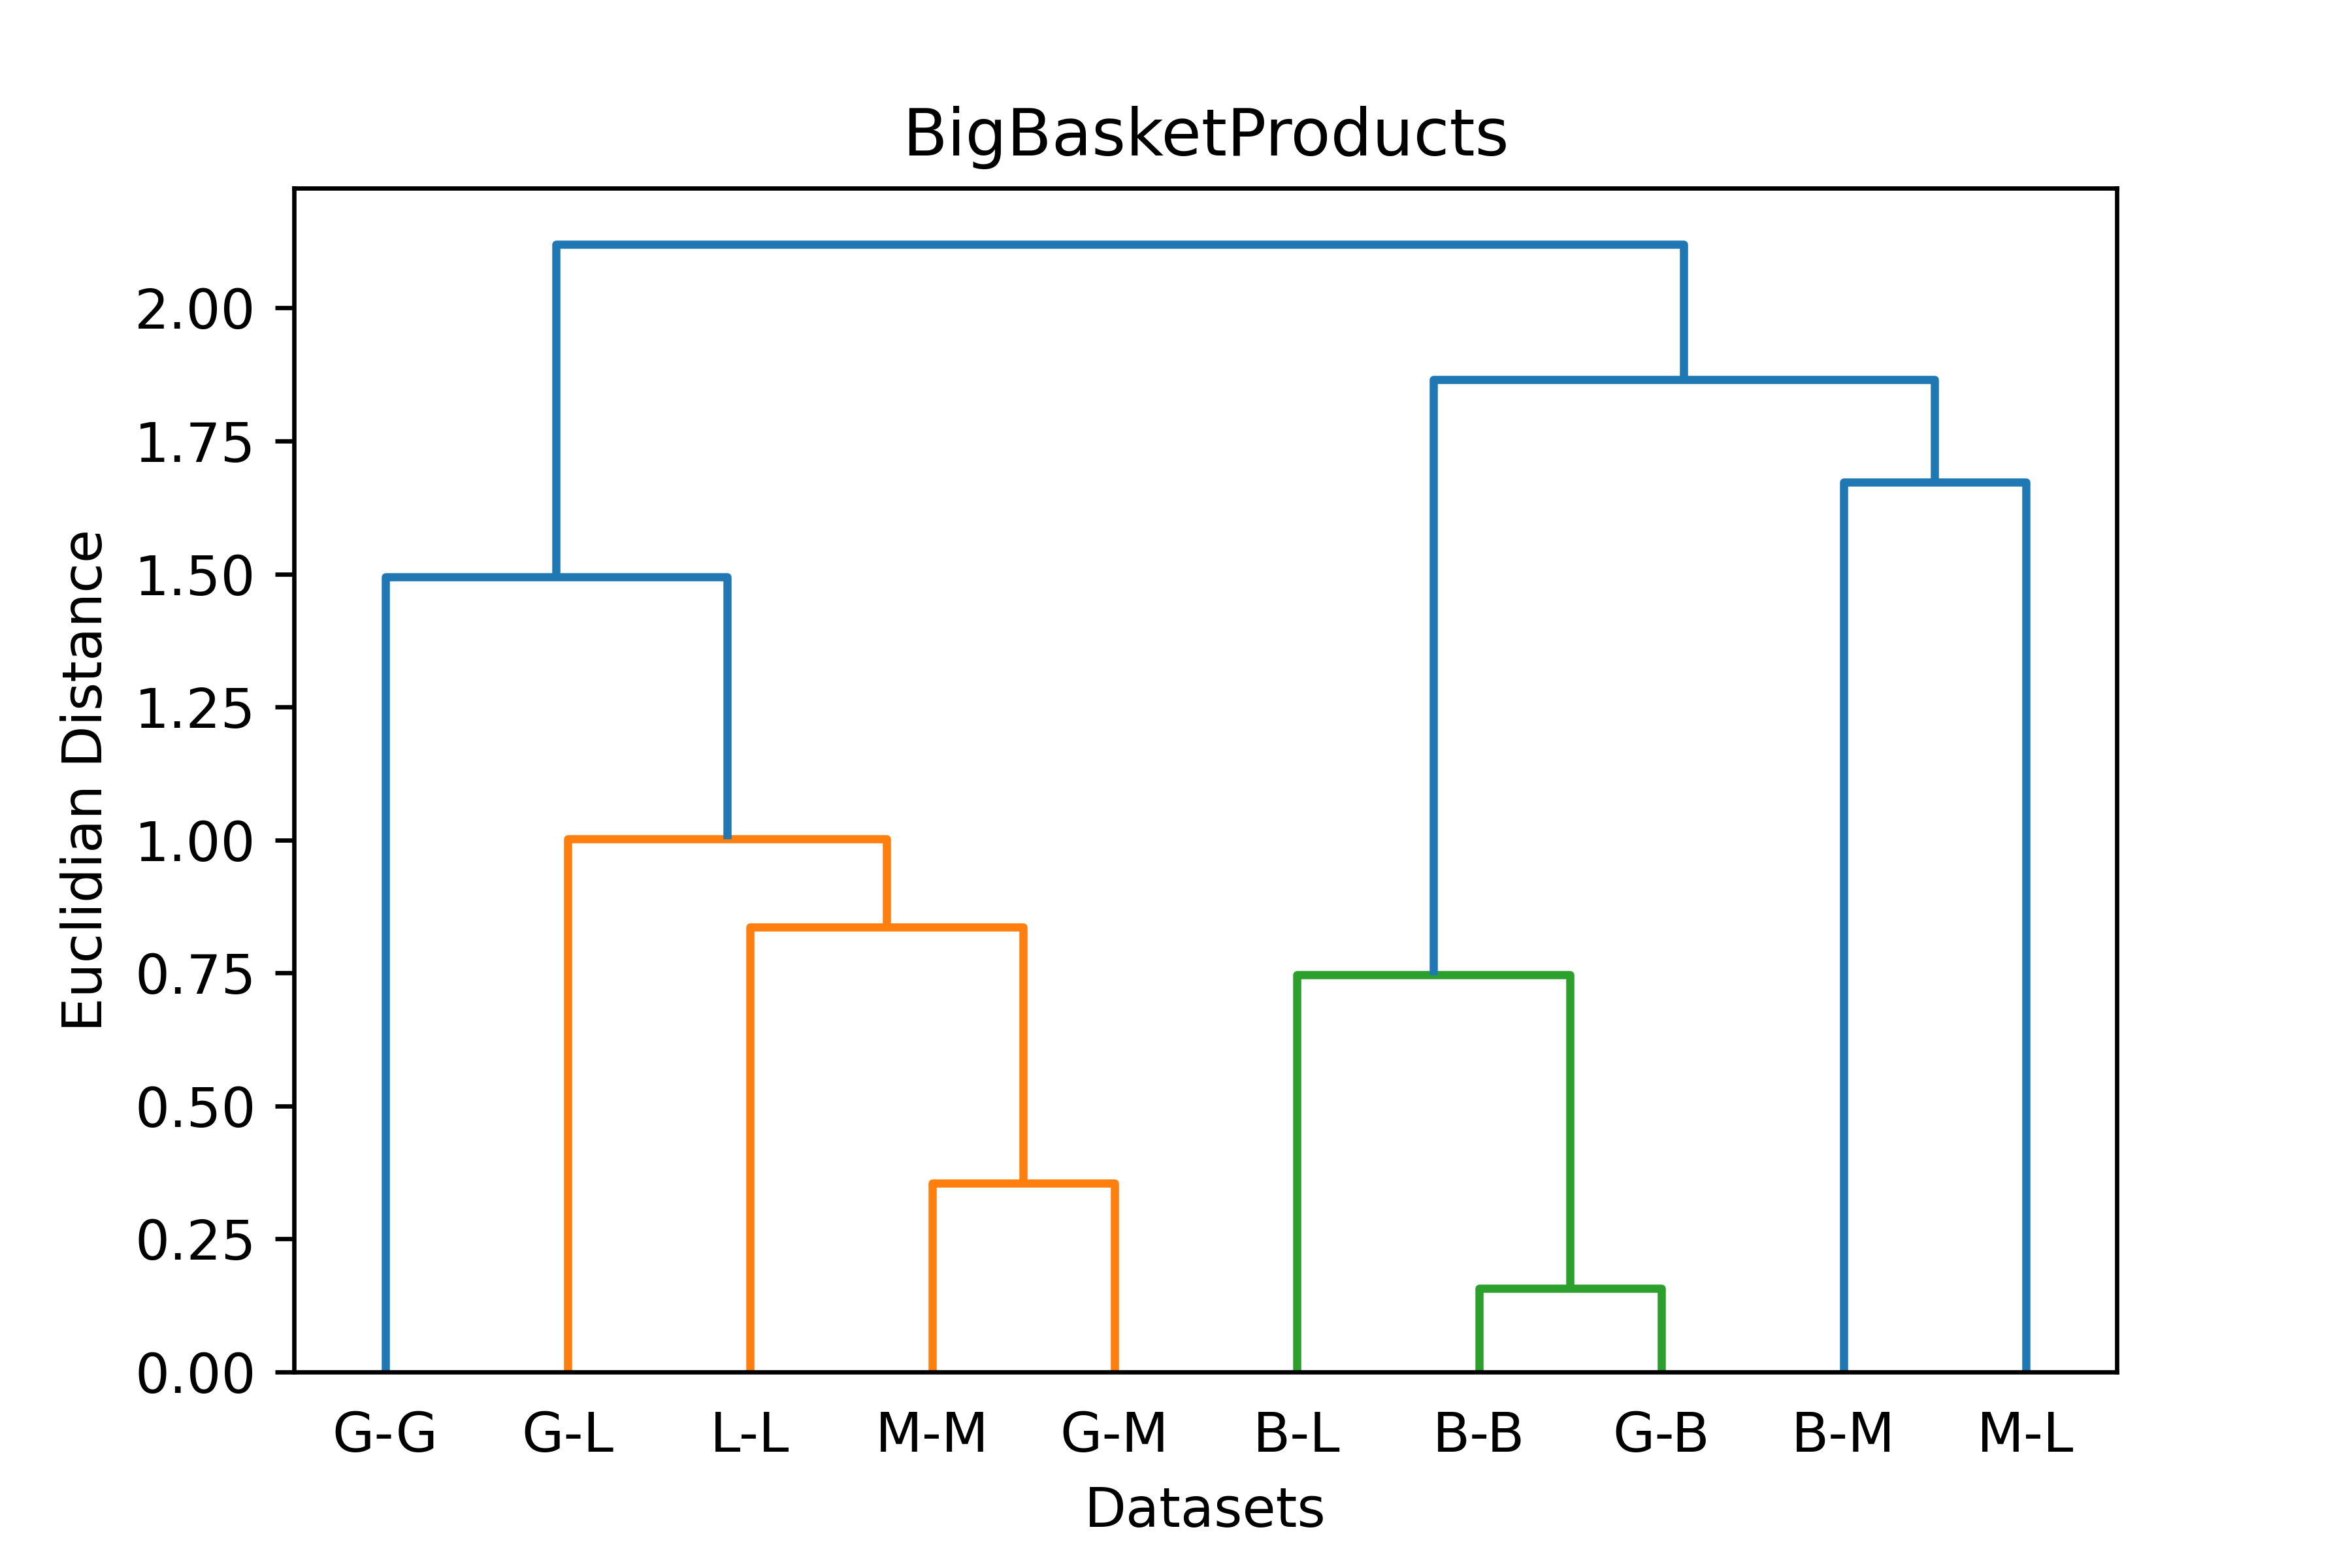 BigBasketProducts
Euclidian Distance
2.00
1.75
1.50
1.25
1.00
0.75
0.50
0.25
0.00
G-G G-L L-L M-M G-M B-L B-B G-B B-M M-L
Datasets